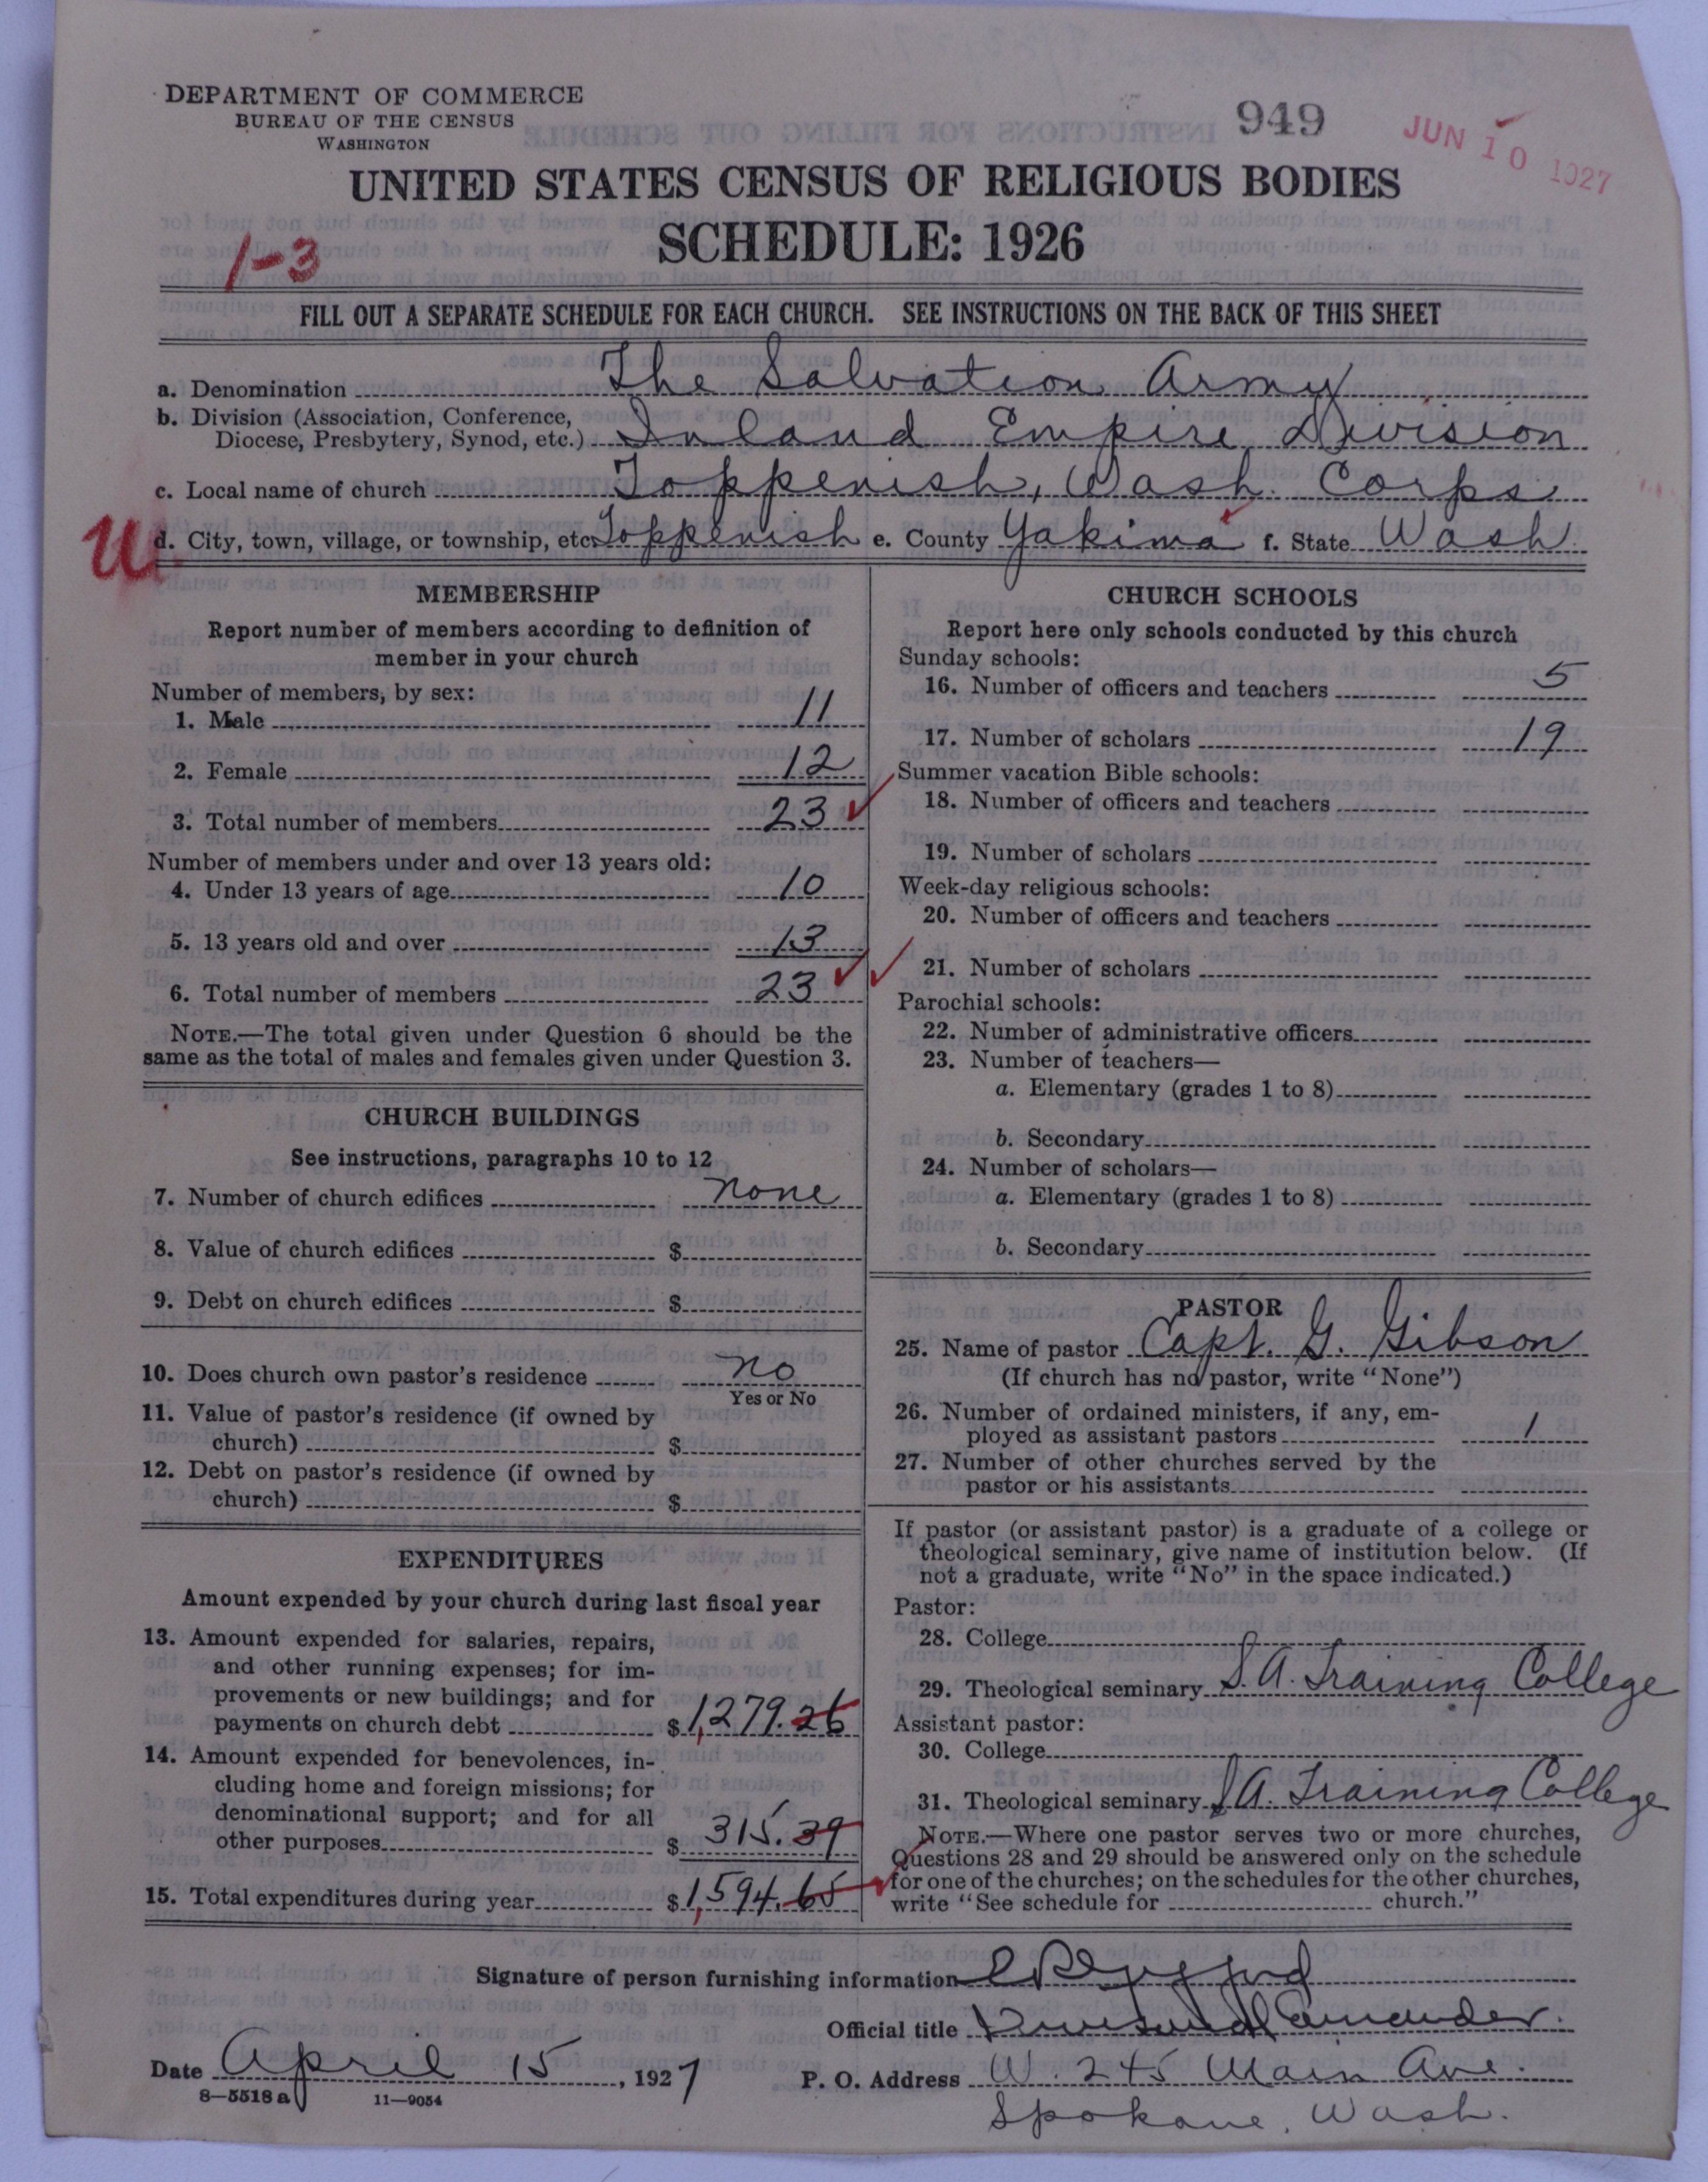 DEPARTMENT OF COMMERCE
BUREAU OF THE CENSUS
WASHINGTON
949
JUN 10 1927
UNITED STATES CENSUS OF RELIGIOUS BODIES
SCHEDULE: 1926
1-3
FILL OUT A SEPARATE SCHEDULE FOR EACH CHURCH. SEE INSTRUCTIONS ON THE BACK OF THIS SHEET
a. Denomination The Salvation Army
b. Division (Association, Conference,
Diocese, Presbytery, Synod, etc.) Inland Empire Division
c. Local name of church Toppenish, Wash. Corps
U
d. City, town, village, or township, etc. Toppenish e. County Yakima f. State Wash.
MEMBERSHIP
Report number of members according to definition of
member in your church
Number of members, by sex:
1. Male 11
2. Female 12
3. Total number of members 23
Number of members under and over 13 years old:
4. Under 13 years of age 10
5. 13 years old and over 13
6. Total number of members 23
NOTE.—The total given under Question 6 should be the
same as the total of males and females given under Question 3.
CHURCH BUILDINGS
See instructions, paragraphs 10 to 12
7. Number of church edifices none
8. Value of church edifices $
9. Debt on church edifices $
10. Does church own pastor's residence no
Yes or No
11. Value of pastor's residence (if owned by
church) $
12. Debt on pastor's residence (if owned by
church) $
EXPENDITURES
Amount expended by your church during last fiscal year
13. Amount expended for salaries, repairs,
and other running expenses; for im-
provements or new buildings; and for
payments on church debt $1,279.26
14. Amount expended for benevolences, in-
cluding home and foreign missions; for
denominational support; and for all
other purposes $315.39
15. Total expenditures during year $1,594.65
CHURCH SCHOOLS
Report here only schools conducted by this church
Sunday schools:
16. Number of officers and teachers 5
17. Number of scholars 19
Summer vacation Bible schools:
18. Number of officers and teachers
19. Number of scholars
Week-day religious schools:
20. Number of officers and teachers
21. Number of scholars
Parochial schools:
22. Number of administrative officers
23. Number of teachers—
a. Elementary (grades 1 to 8)
b. Secondary
24. Number of scholars—
a. Elementary (grades 1 to 8)
b. Secondary
PASTOR
25. Name of pastor Capt. G. Gibson
(If church has no pastor, write "None")
26. Number of ordained ministers, if any, em-
ployed as assistant pastors 1
27. Number of other churches served by the
pastor or his assistants
If pastor (or assistant pastor) is a graduate of a college or
theological seminary, give name of institution below. (If
not a graduate, write "No" in the space indicated.)
Pastor:
28. College
29. Theological seminary S.A. Training College
Assistant pastor:
30. College
31. Theological seminary S.A. Training College
NOTE.—Where one pastor serves two or more churches,
Questions 28 and 29 should be answered only on the schedule
for one of the churches; on the schedules for the other churches,
write "See schedule for church."
Signature of person furnishing information
Official title Divisional Commander.
Date April 15, 1927 P. O. Address W. 245 Main Ave.
Spokane, Wash.
8—5518 a 11—9054